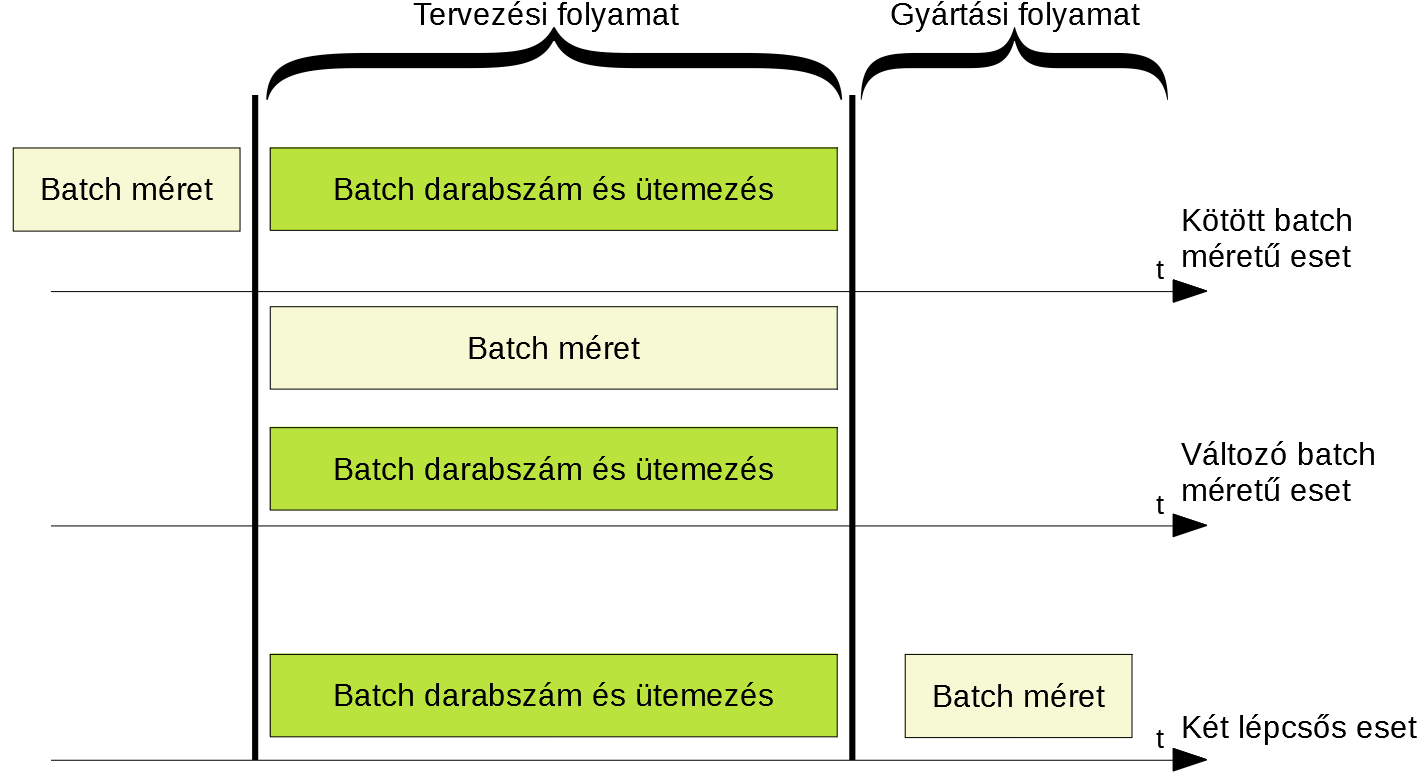 Tervezési folyamat
Gyártási folyamat
Batch méret
Batch darabszám és ütemezés
Kötött batch
méretű eset
t
Batch méret
Batch darabszám és ütemezés
Változó batch
méretű eset
t
Batch darabszám és ütemezés
Batch méret
t
Két lépcsős eset